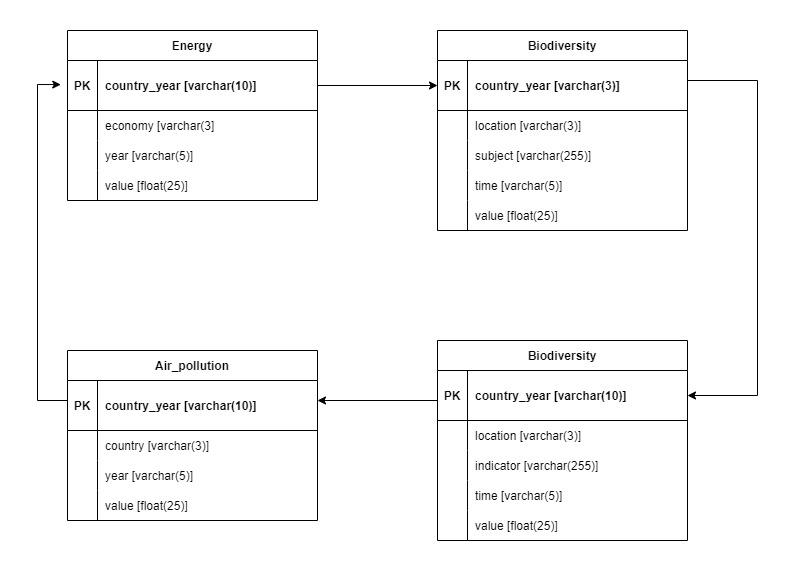 Energy
PK country_year [varchar(10)]
economy [varchar(3]
year [varchar(5)]
value [float(25)]
Biodiversity
PK country_year [varchar(3)]
location [varchar(3)]
subject [varchar(255)]
time [varchar(5)]
value [float(25)]
Air_pollution
PK country_year [varchar(10)]
country [varchar(3)]
year [varchar(5)]
value [float(25)]
Biodiversity
PK country_year [varchar(10)]
location [varchar(3)]
indicator [varchar(255)]
time [varchar(5)]
value [float(25)]